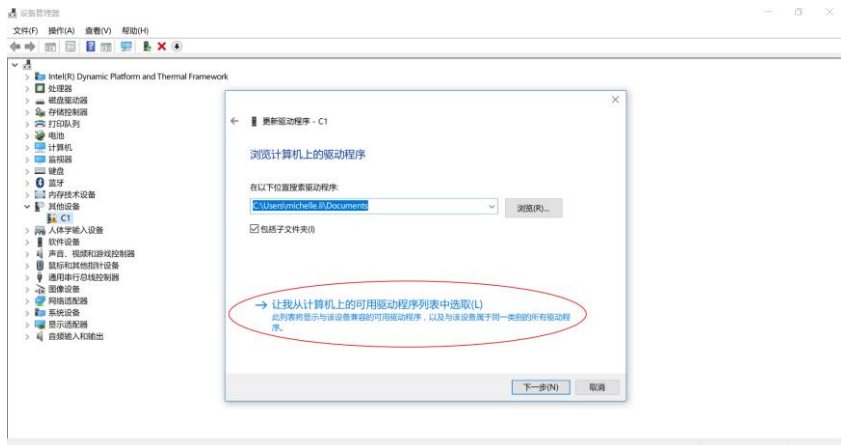 设备管理器
文件(F) 操作(A) 查看(V) 帮助(H)
Intel(R) Dynamic Platform and Thermal Framework
处理器
磁盘驱动器
存储控制器
打印队列
电池
计算机
监视器
键盘
蓝牙
内存技术设备
其他设备
C1
人体学输入设备
软件设备
声音、视频和游戏控制器
鼠标和其他指针设备
通用串行总线控制器
图像设备
网络适配器
系统设备
显示适配器
音频输入和输出
更新驱动程序 - C1
浏览计算机上的驱动程序
在以下位置搜索驱动程序:
C:\Users\michelle.li\Documents
浏览(R)...
包括子文件夹(I)
让我从计算机上的可用驱动程序列表中选取(L)
此列表将显示与该设备兼容的可用驱动程序,以及与该设备属于同一类别的所有驱动程
序。
下一步(N) 取消